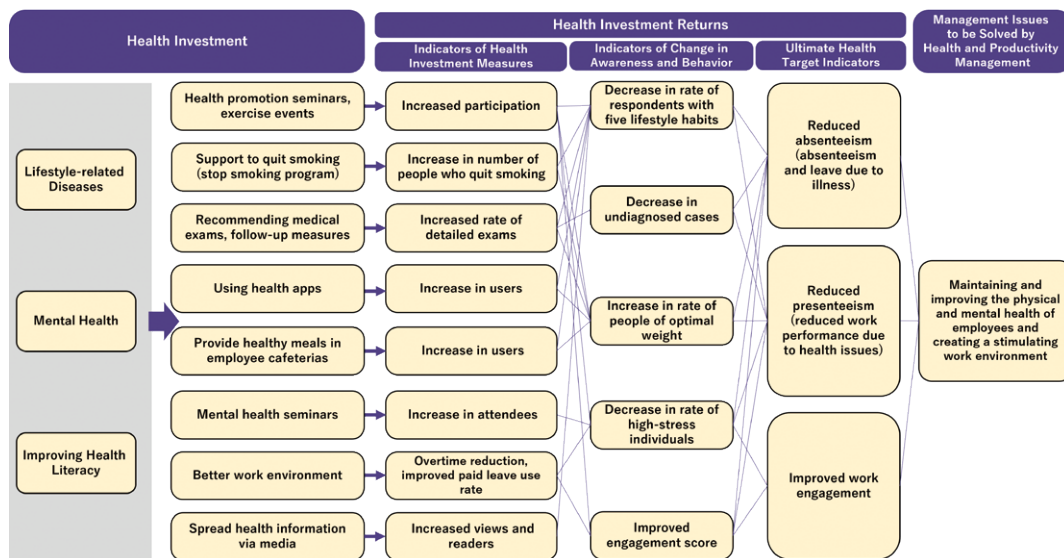 Health Investment
Health Investment Returns
Management Issues
to be Solved by
Health and Productivity
Management
Indicators of Health
Investment Measures
Indicators of Change in
Awareness and Behavior
Ultimate Health
Target Indicators
Lifestyle-related
Diseases
Mental Health
Improving Health
Literacy
Health promotion seminars,
exercise events
Support to quit smoking
(stop smoking program)
Recommending medical
exams, follow-up measures
Using health apps
Provide healthy meals in
employee cafeterias
Mental health seminars
Better work environment
Spread health information
via media
Increased participation
Increase in number of
people who quit smoking
Increased rate of
detailed exams
Increase in users
Increase in users
Increase in attendees
Overtime reduction,
improved paid leave use
rate
Increased views and
readers
Decrease in rate of
respondents with
five lifestyle habits
Decrease in
undiagnosed cases
Increase in rate of
people of optimal
weight
Decrease in rate of
high-stress
individuals
Improved
engagement score
Reduced
absenteeism
(absenteeism
and leave due to
illness)
Reduced
presenteeism
(reduced work
performance due
to health issues)
Improved work
engagement
Maintaining and
improving the physical
and mental health of
employees and
creating a stimulating
work environment